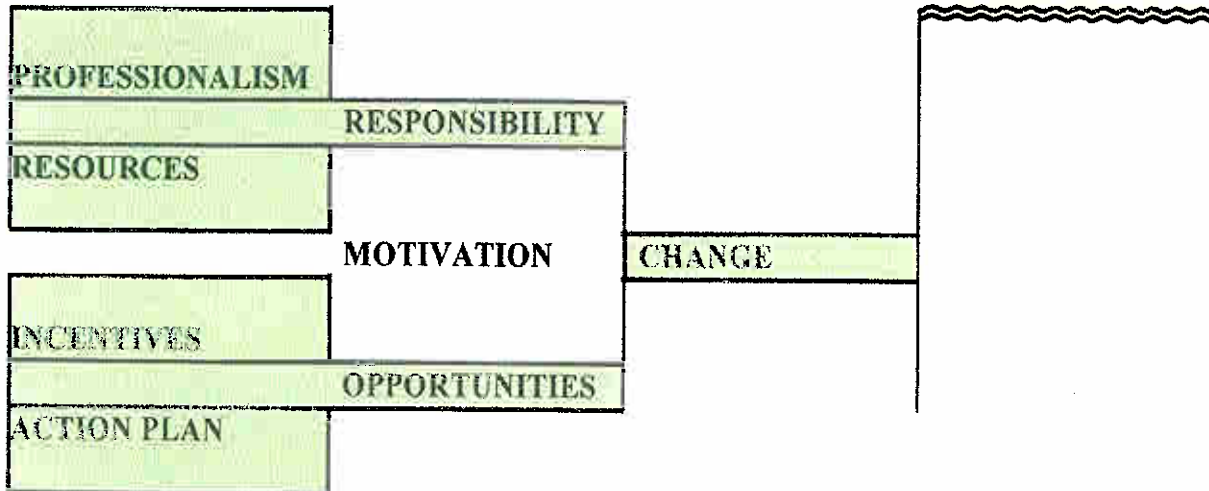 PROFESSIONALISM
RESPONSIBILITY
RESOURCES
MOTIVATION
CHANGE
INCENTIVES
OPPORTUNITIES
ACTION PLAN